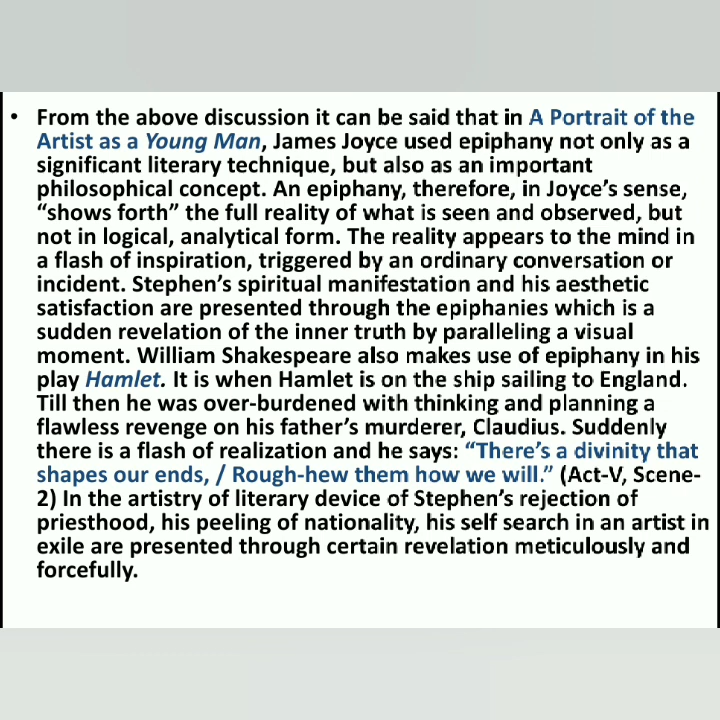 • From the above discussion it can be said that in A Portrait of the
Artist as a Young Man, James Joyce used epiphany not only as a
significant literary technique, but also as an important
philosophical concept. An epiphany, therefore, in Joyce’s sense,
“shows forth” the full reality of what is seen and observed, but
not in logical, analytical form. The reality appears to the mind in
a flash of inspiration, triggered by an ordinary conversation or
incident. Stephen’s spiritual manifestation and his aesthetic
satisfaction are presented through the epiphanies which is a
sudden revelation of the inner truth by paralleling a visual
moment. William Shakespeare also makes use of epiphany in his
play Hamlet. It is when Hamlet is on the ship sailing to England.
Till then he was over-burdened with thinking and planning a
flawless revenge on his father’s murderer, Claudius. Suddenly
there is a flash of realization and he says: “There’s a divinity that
shapes our ends, / Rough-hew them how we will.” (Act-V, Scene-
2) In the artistry of literary device of Stephen’s rejection of
priesthood, his peeling of nationality, his self search in an artist in
exile are presented through certain revelation meticulously and
forcefully.